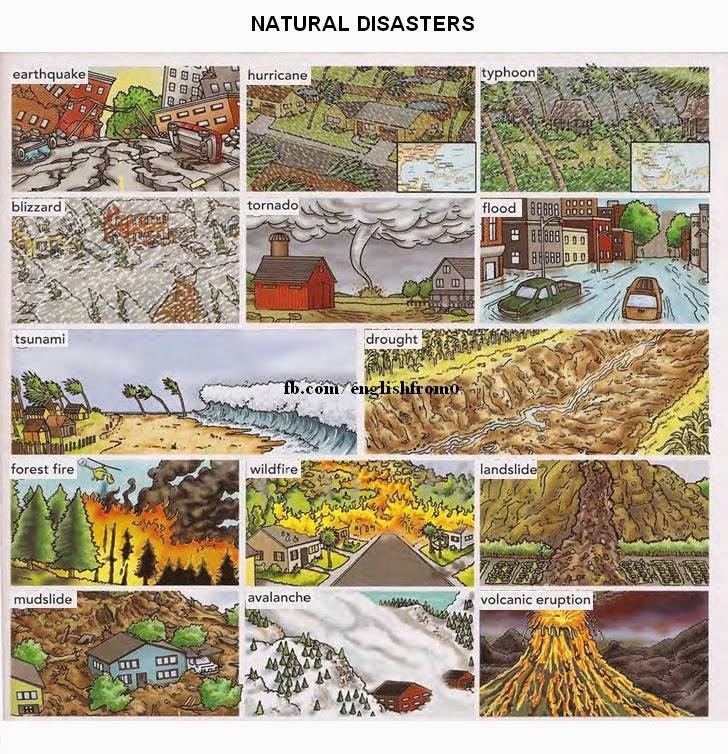 NATURAL DISASTERS
earthquake
hurricane
typhoon
blizzard
tornado
flood
tsunami
drought
fb.com/englishfrom0
forest fire
wildfire
landslide
mudslide
avalanche
volcanic eruption